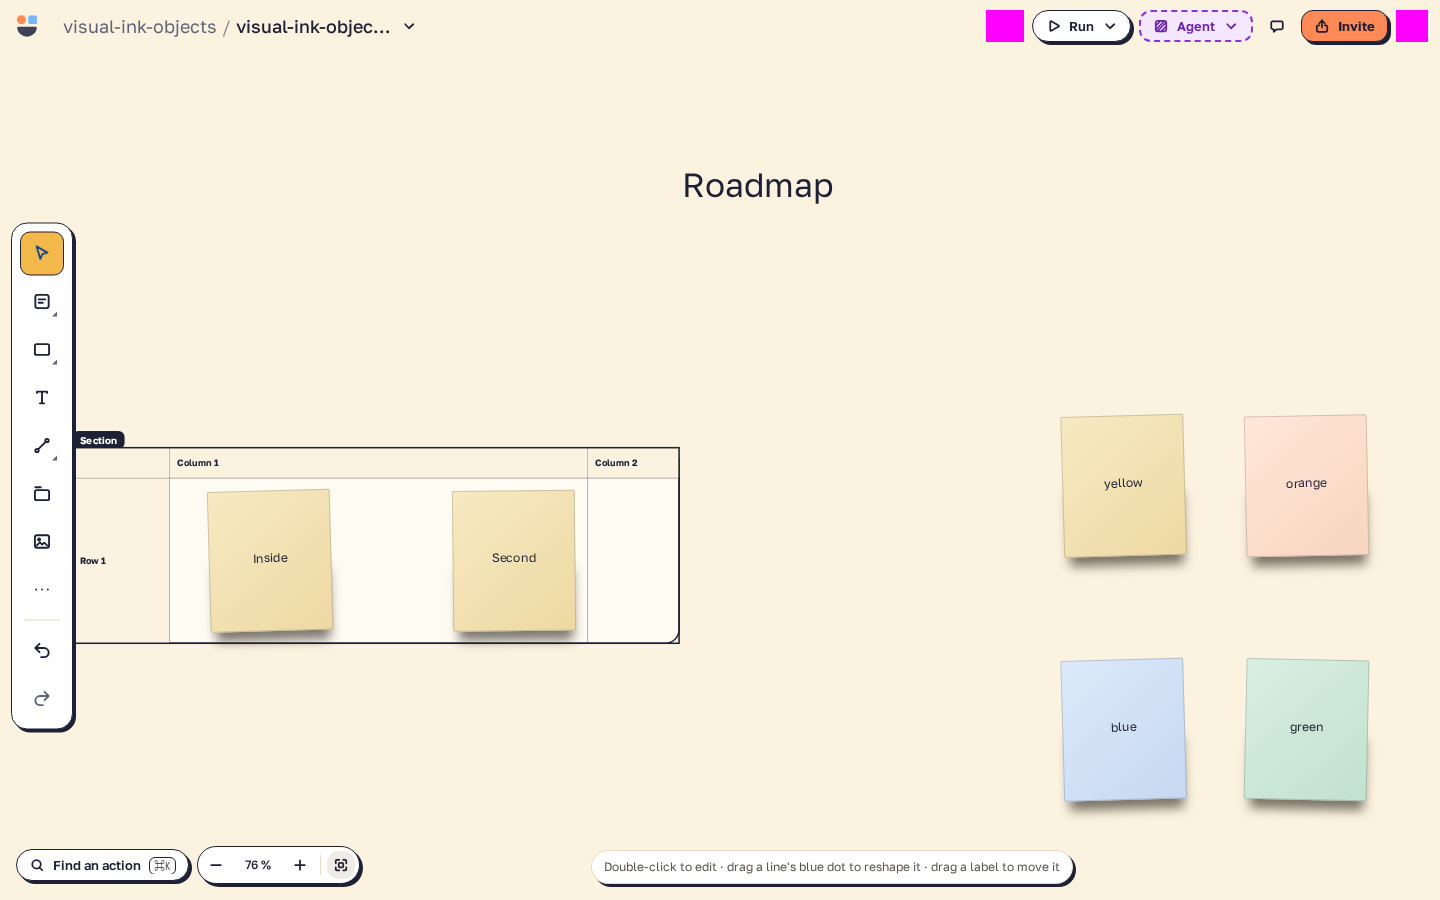 visual-ink-objects / visual-ink-objec...
Run
Agent
Invite
Roadmap
Section
Column 1
Column 2
Row 1
Inside
Second
yellow
orange
blue
green
Find an action ⌘K
76 %
Double-click to edit · drag a line's blue dot to reshape it · drag a label to move it